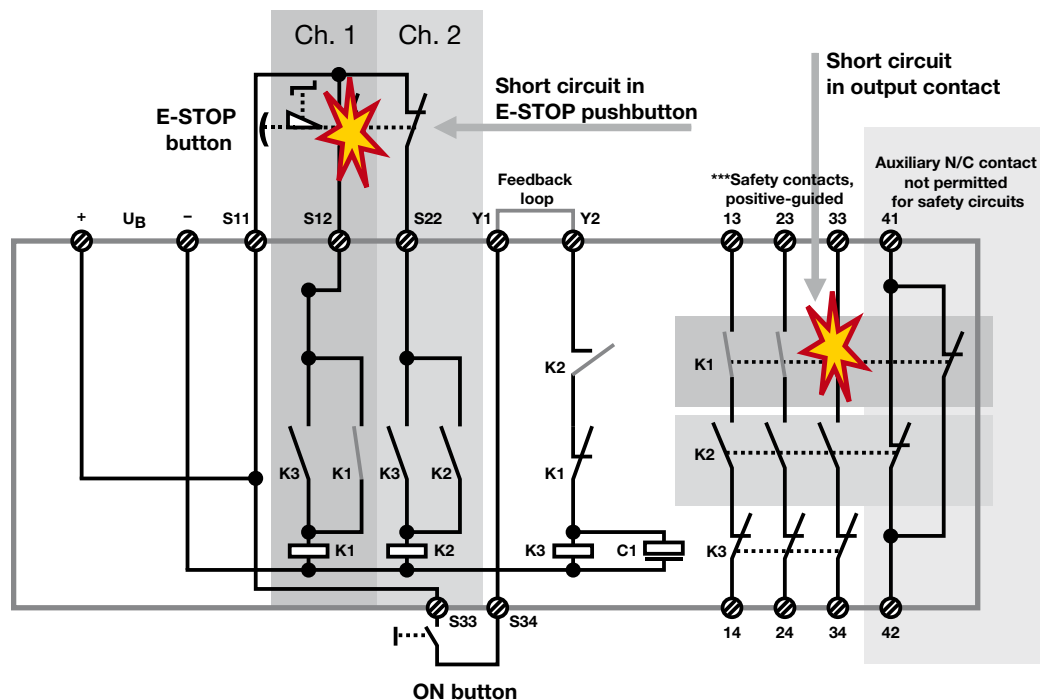 Ch. 1
Ch. 2
Short circuit
in output contact
Short circuit in
E-STOP pushbutton
E-STOP
button
Feedback
loop
***Safety contacts,
positive-guided
Auxiliary N/C contact
not permitted
for safety circuits
+
UB
–
S11
S12
S22
Y1
Y2
13
23
33
41
K1
K2
K2
K3
K1
K3
K2
K1
K3
K1
K2
K3
C1
S33
S34
14
24
34
42
ON button